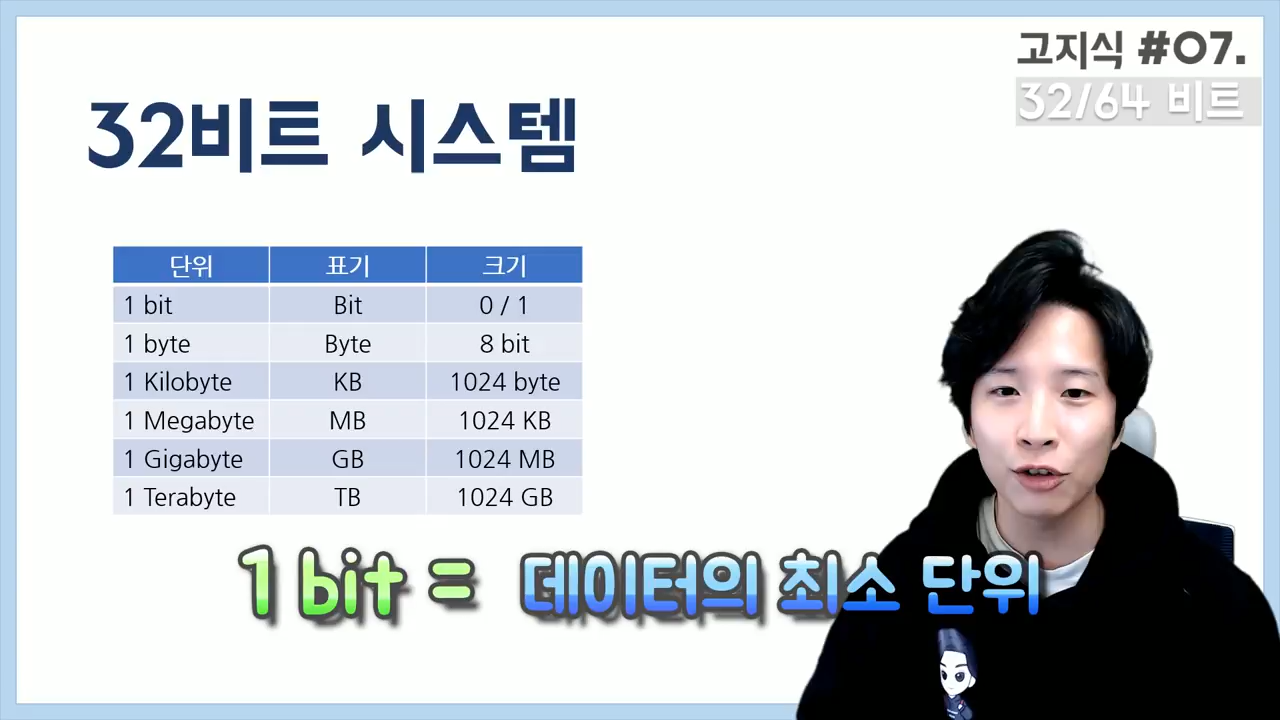 고지식 #07.
32/64 비트
32비트 시스템
단위 표기 크기
1 bit Bit 0 / 1
1 byte Byte 8 bit
1 Kilobyte KB 1024 byte
1 Megabyte MB 1024 KB
1 Gigabyte GB 1024 MB
1 Terabyte TB 1024 GB
1 bit = 데이터의 최소 단위